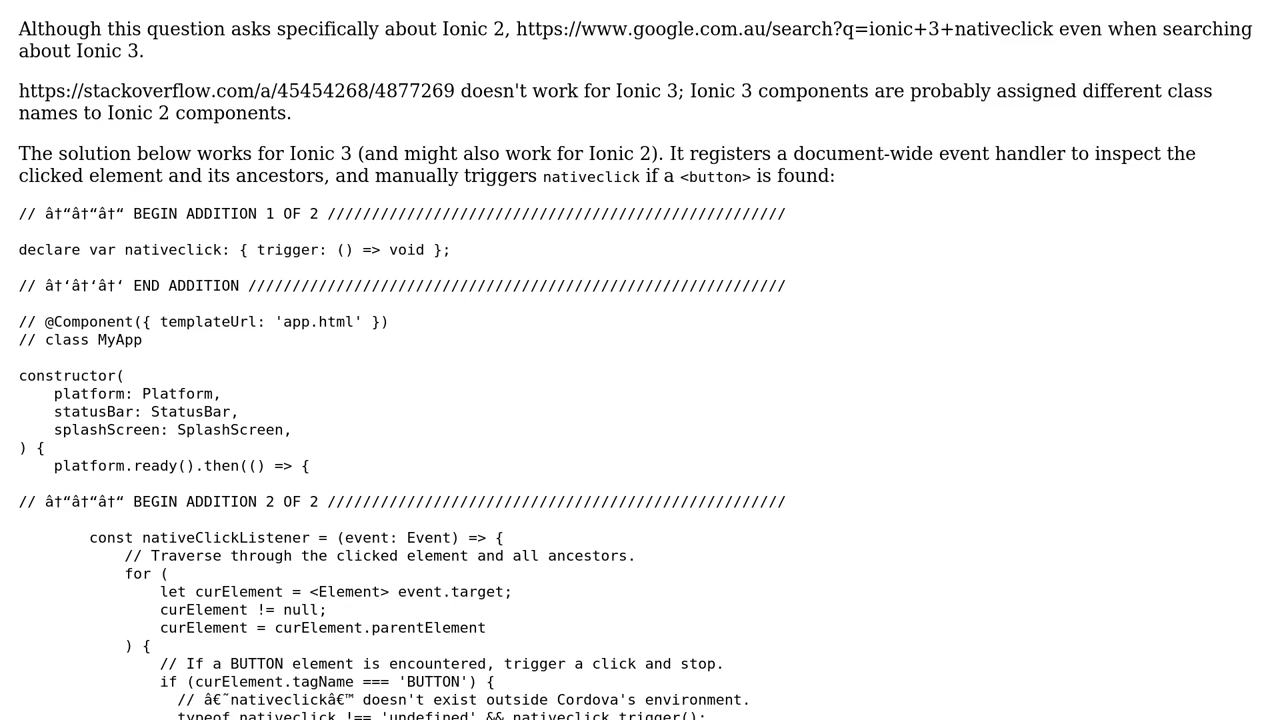 Although this question asks specifically about Ionic 2, https://www.google.com.au/search?q=ionic+3+nativeclick even when searching
about Ionic 3.
https://stackoverflow.com/a/45454268/4877269 doesn't work for Ionic 3; Ionic 3 components are probably assigned different class
names to Ionic 2 components.
The solution below works for Ionic 3 (and might also work for Ionic 2). It registers a document-wide event handler to inspect the
clicked element and its ancestors, and manually triggers nativeclick if a <button> is found:
// â†“â†“â†“ BEGIN ADDITION 1 OF 2 ////////////////////////////////////////////////////
declare var nativeclick: { trigger: () => void };
// â†‘â†‘â†‘ END ADDITION /////////////////////////////////////////////////////////////
// @Component({ templateUrl: 'app.html' })
// class MyApp
constructor(
    platform: Platform,
    statusBar: StatusBar,
    splashScreen: SplashScreen,
) {
    platform.ready().then(() => {
// â†“â†“â†“ BEGIN ADDITION 2 OF 2 ////////////////////////////////////////////////////
        const nativeClickListener = (event: Event) => {
            // Traverse through the clicked element and all ancestors.
            for (
                let curElement = <Element> event.target;
                curElement != null;
                curElement = curElement.parentElement
            ) {
                // If a BUTTON element is encountered, trigger a click and stop.
                if (curElement.tagName === 'BUTTON') {
                  // â€˜nativeclickâ€™ doesn't exist outside Cordova's environment.
                  typeof nativeclick !== 'undefined' && nativeclick.trigger();